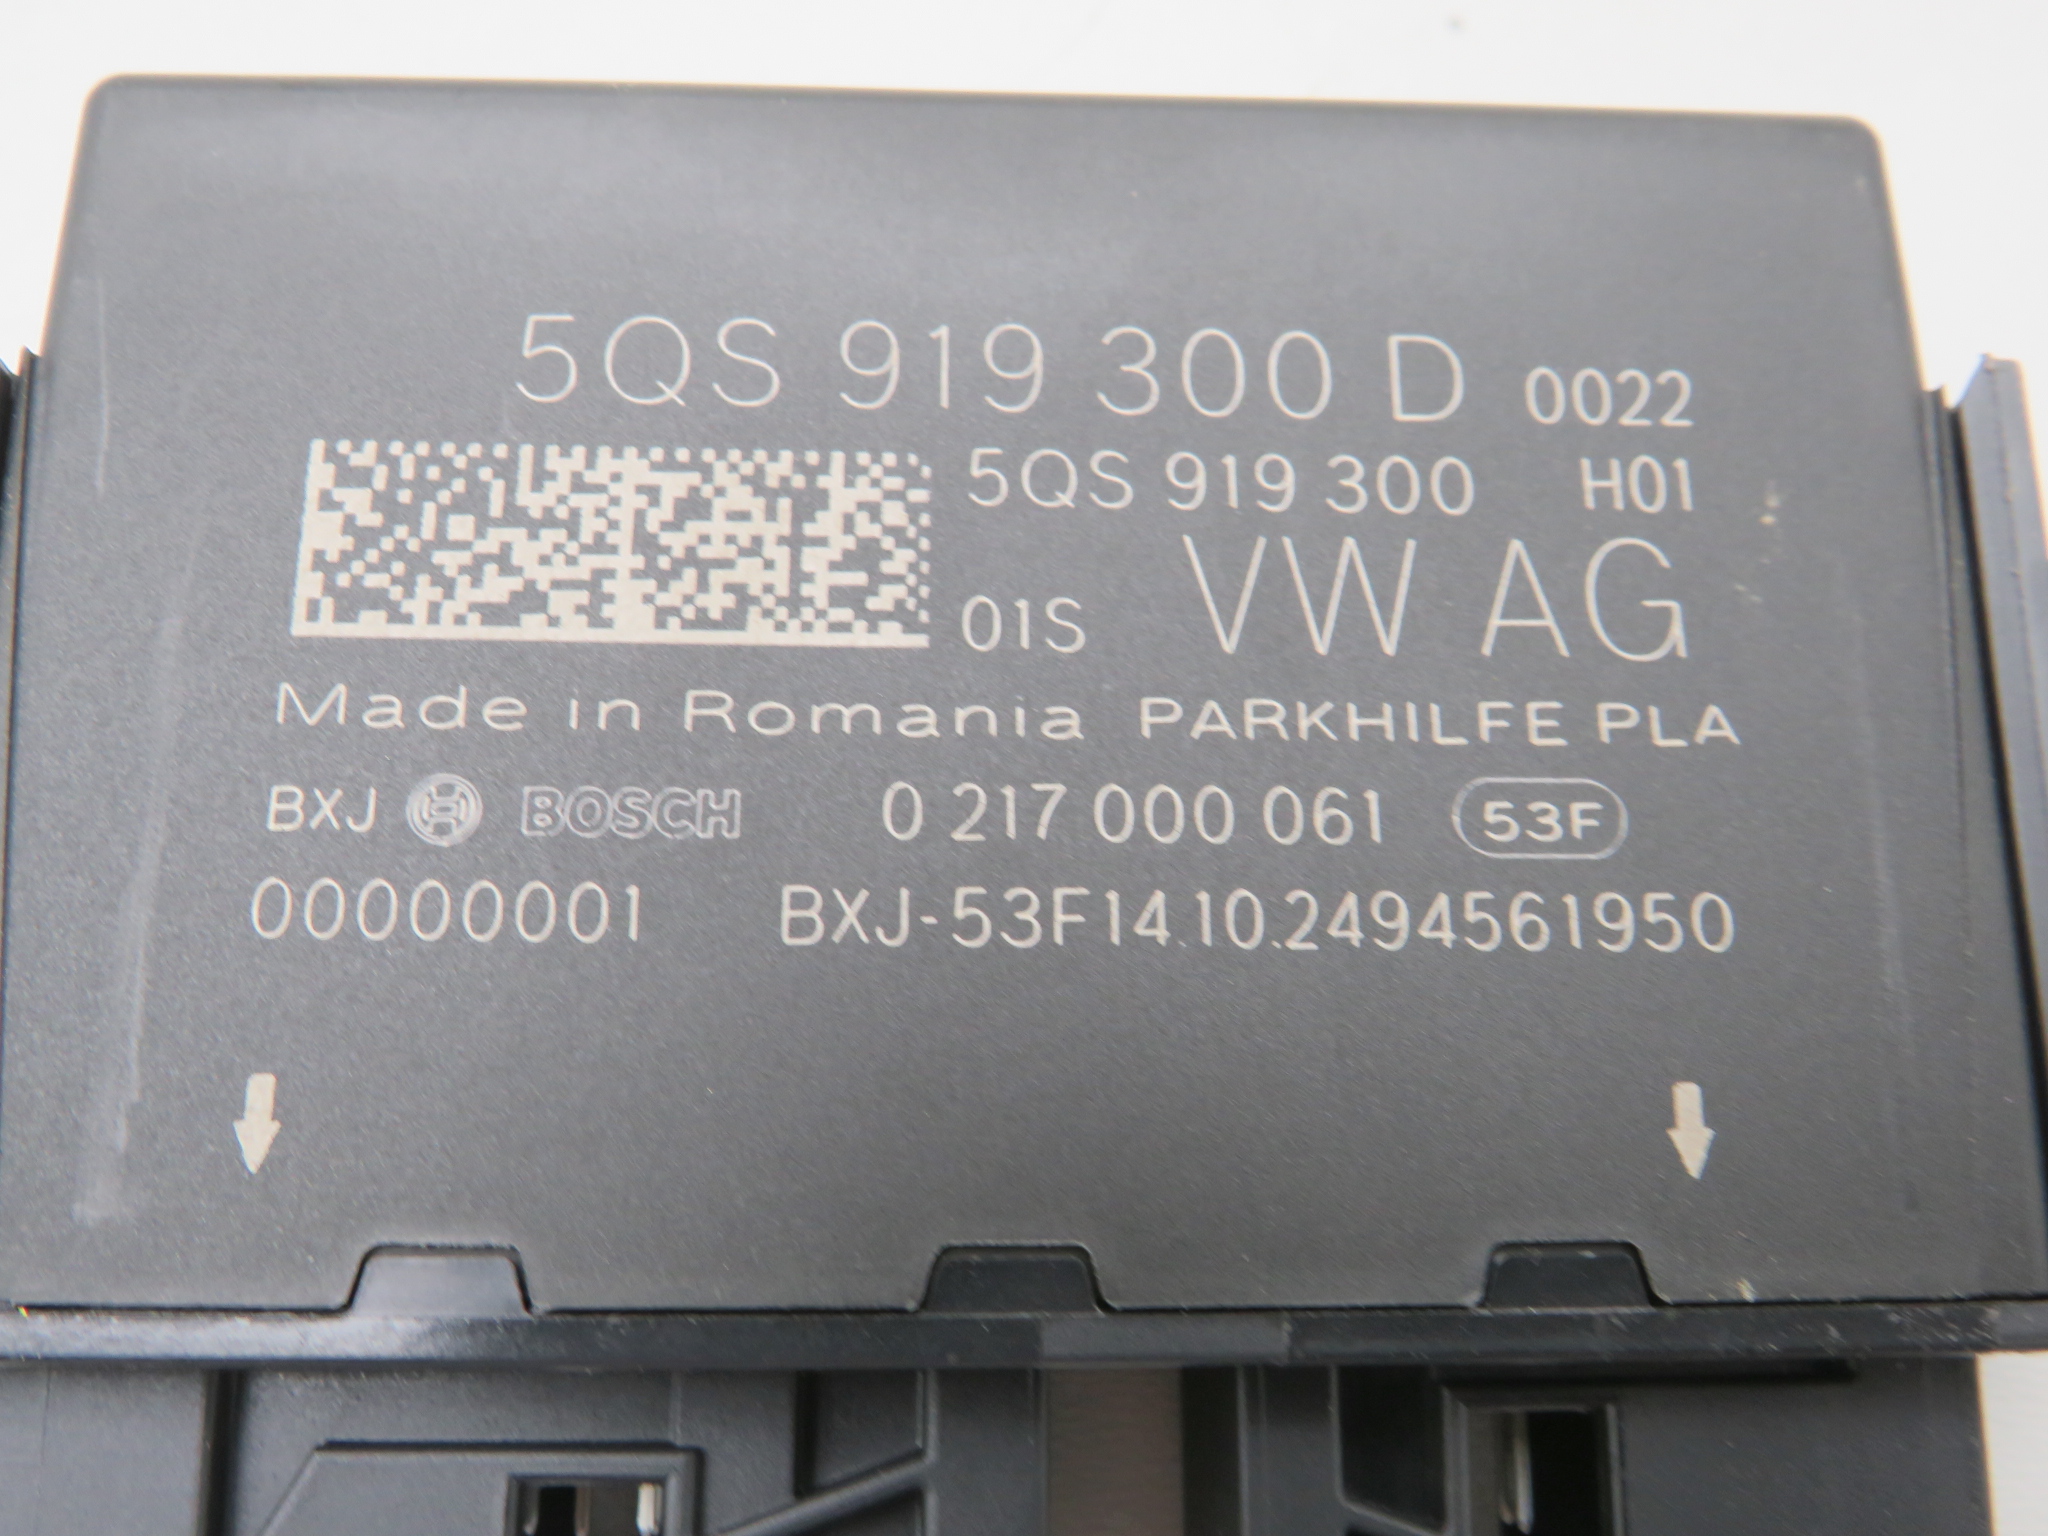 5QS 919 300 D 0022
5QS 919 300 H01
01S VW AG
Made in Romania PARKHILFE PLA
BXJ BOSCH 0 217 000 061 53F
00000001 BXJ-53F14.10.2494561950